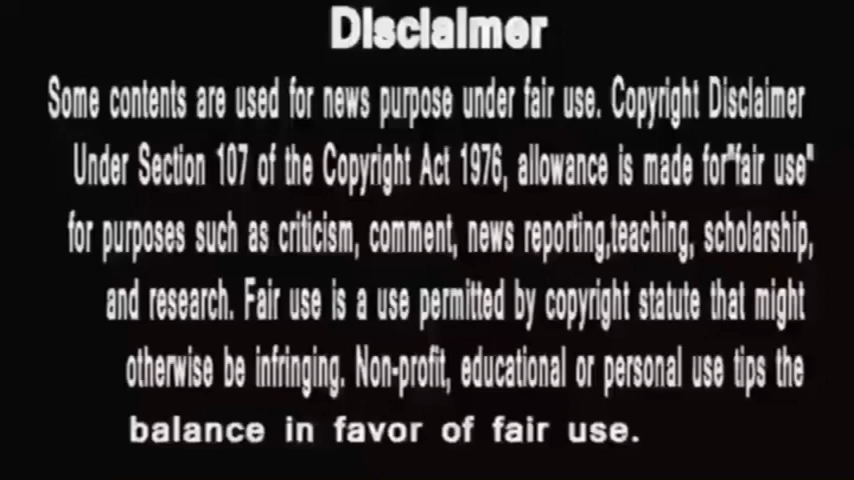 Disclaimer
Some contents are used for news purpose under fair use. Copyright Disclaimer
Under Section 107 of the Copyright Act 1976, allowance is made for"fair use"
for purposes such as criticism, comment, news reporting,teaching, scholarship,
and research. Fair use is a use permitted by copyright statute that might
otherwise be infringing. Non-profit, educational or personal use tips the
balance in favor of fair use.